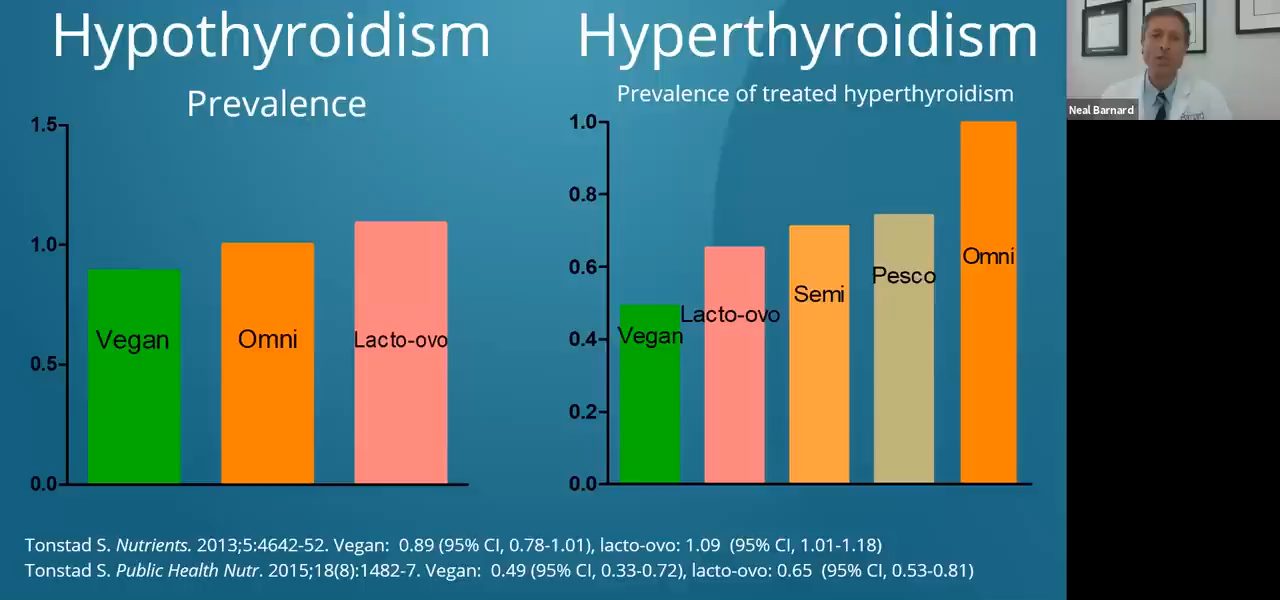 Hypothyroidism
Prevalence
1.5
1.0
0.5
0.0
Vegan
Omni
Lacto-ovo
Hyperthyroidism
Prevalence of treated hyperthyroidism
1.0
0.8
0.6
0.4
0.2
0.0
Vegan
Lacto-ovo
Semi
Pesco
Omni
Tonstad S. Nutrients. 2013;5:4642-52. Vegan: 0.89 (95% CI, 0.78-1.01), lacto-ovo: 1.09 (95% CI, 1.01-1.18)
Tonstad S. Public Health Nutr. 2015;18(8):1482-7. Vegan: 0.49 (95% CI, 0.33-0.72), lacto-ovo: 0.65 (95% CI, 0.53-0.81)
Neal Barnard